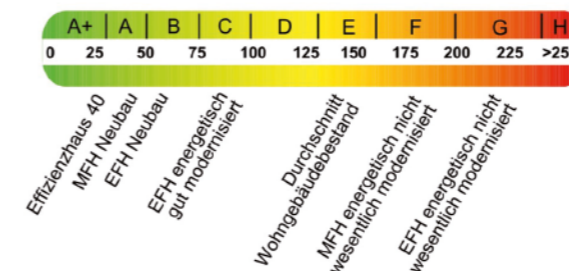 A+ A B C D E F G H
0 25 50 75 100 125 150 175 200 225 >25
Effizienzhaus 40
MFH Neubau
EFH Neubau
EFH energetisch
gut modernisiert
Durchschnitt
Wohngebäudebestand
MFH energetisch nicht
wesentlich modernisiert
EFH energetisch nicht
wesentlich modernisiert